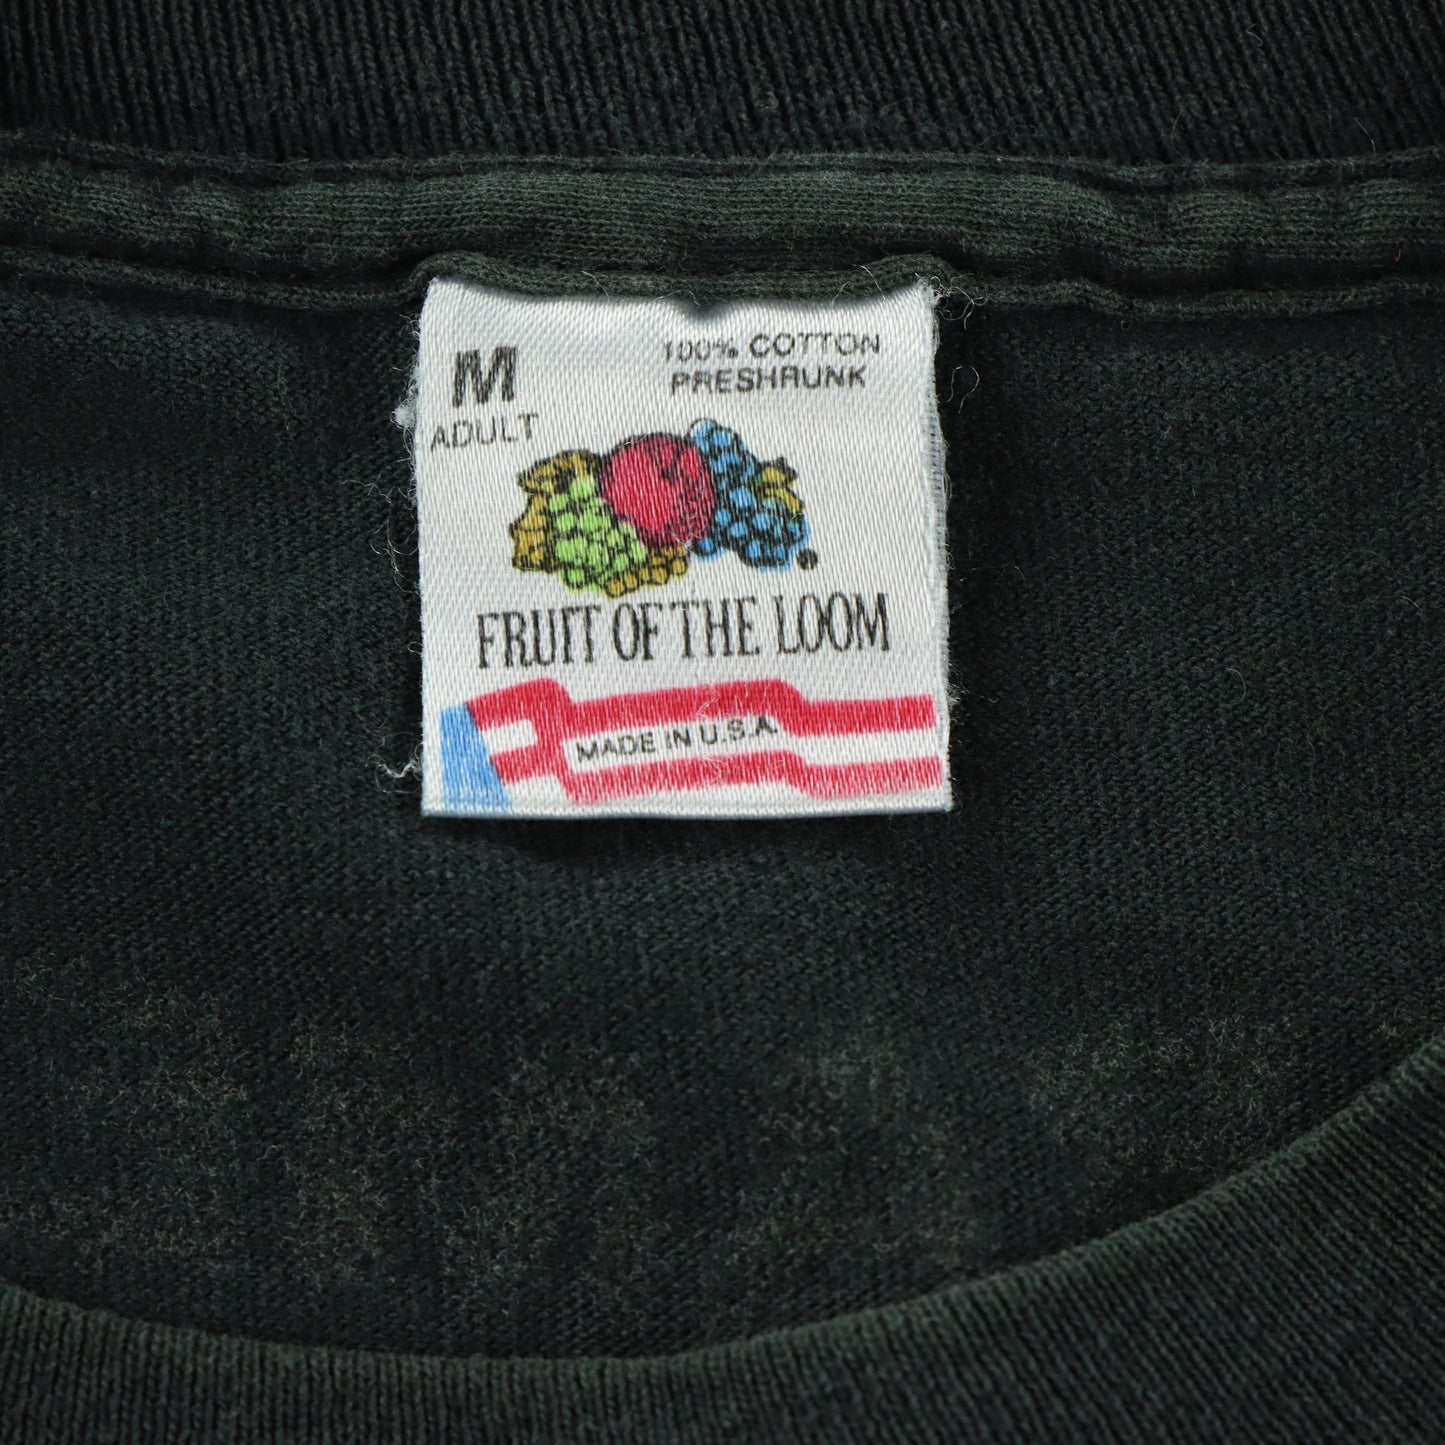 M
ADULT
100% COTTON
PRESHRUNK
FRUIT OF THE LOOM
MADE IN U.S.A.